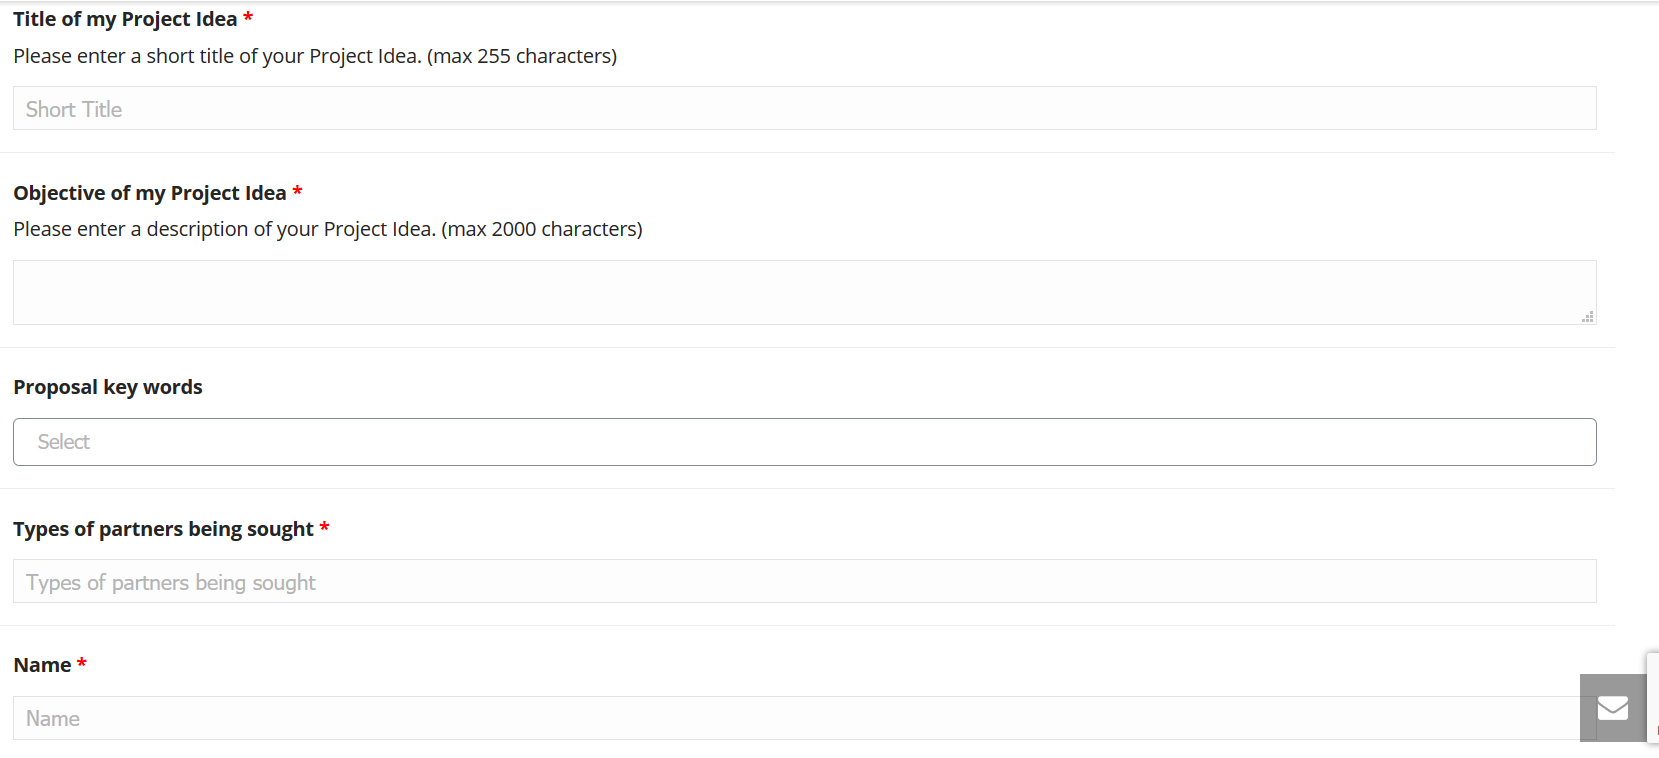 Title of my Project Idea *
Please enter a short title of your Project Idea. (max 255 characters)
Short Title
Objective of my Project Idea *
Please enter a description of your Project Idea. (max 2000 characters)
Proposal key words
Select
Types of partners being sought *
Types of partners being sought
Name *
Name